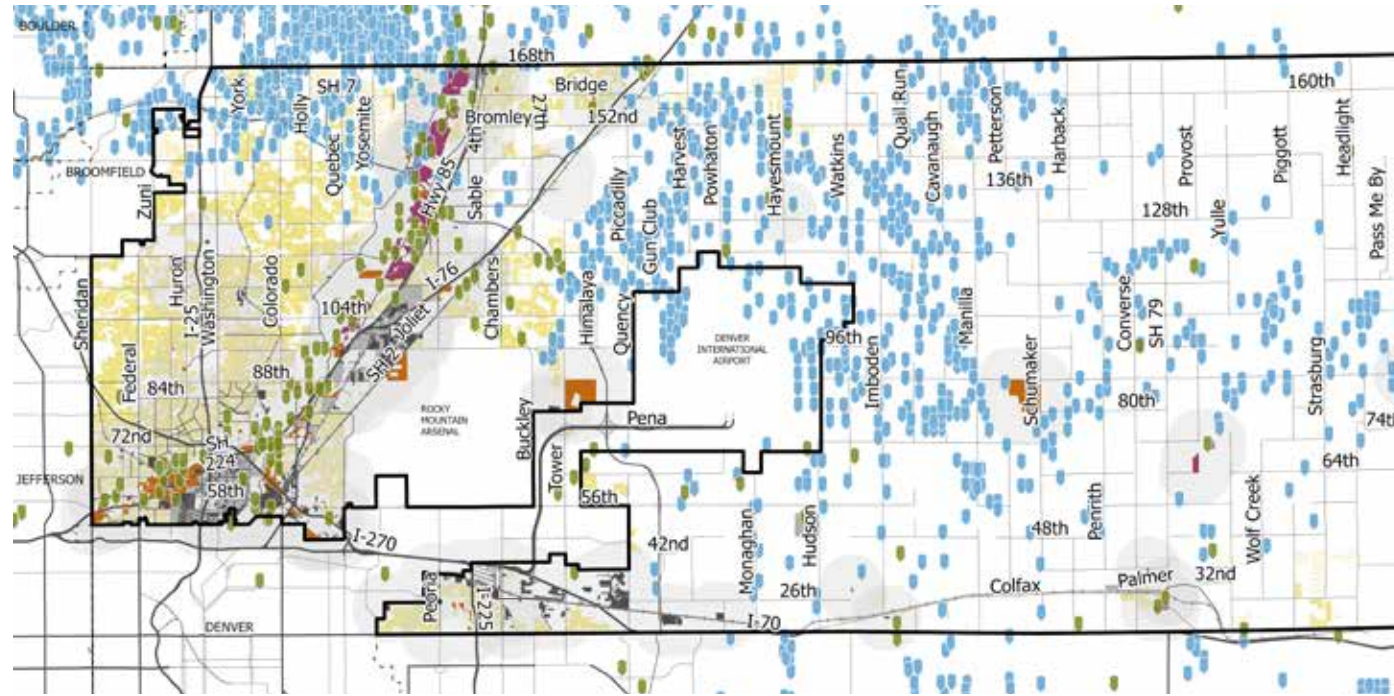 BOULDER
168th
SH 7
Bridge
160th
York
Holly
Quebec
Yosemite
Bromley
27th
4th
152nd
Hwy 85
Sable
BROOMFIELD
Zuni
Piccadilly
Gun Club
Harvest
Powhaton
Hayesmount
Watkins
Quail Run
Cavanaugh
Petterson
136th
Harback
Provost
128th
Yulle
Piggott
Headlight
Pass Me By
Sheridan
Huron
I-25
Washington
Colorado
104th
I-76
SH2
Joliet
Chambers
Himalaya
Quency
DENVER
INTERNATIONAL
AIRPORT
96th
Imboden
Manilla
Converse
SH 79
Strasburg
Federal
84th
88th
72nd
SH
224
58th
ROCKY
MOUNTAIN
ARSENAL
Buckley
Pena
Tower
56th
Schumaker
80th
74th
64th
JEFFERSON
I-270
42nd
Monaghan
Hudson
48th
Penrith
Wolf Creek
26th
Colfax
Palmer
32nd
Peoria
I-225
I-70
DENVER